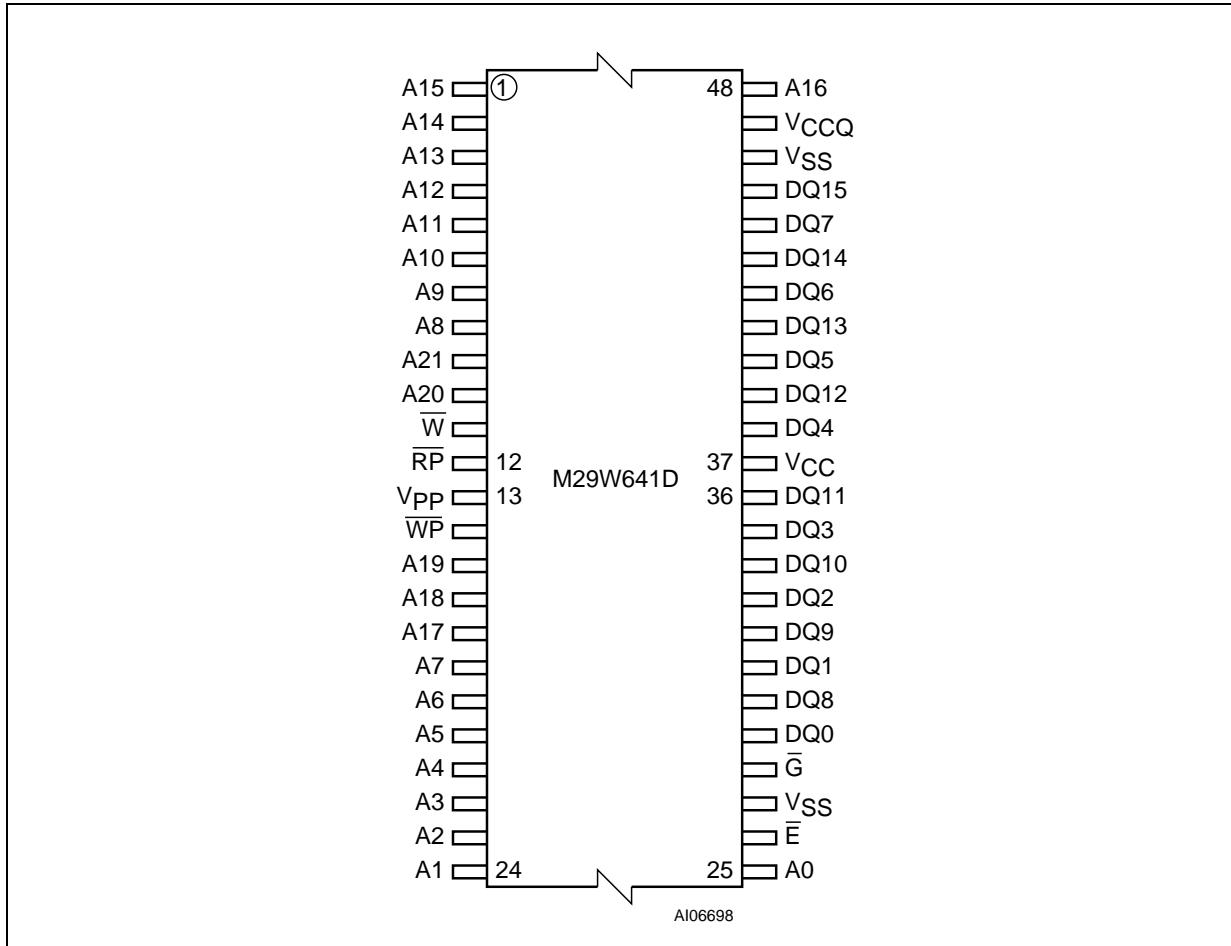 A15 ① 48 A16
A14 VCCQ
A13 VSS
A12 DQ15
A11 DQ7
A10 DQ14
A9 DQ6
A8 DQ13
A21 DQ5
A20 DQ12
W̅ DQ4
R̅P̅ 12 37 VCC
M29W641D
VPP 13 36 DQ11
W̅P̅ DQ3
A19 DQ10
A18 DQ2
A17 DQ9
A7 DQ1
A6 DQ8
A5 DQ0
A4 G̅
A3 VSS
A2 E̅
A1 24 25 A0
AI06698